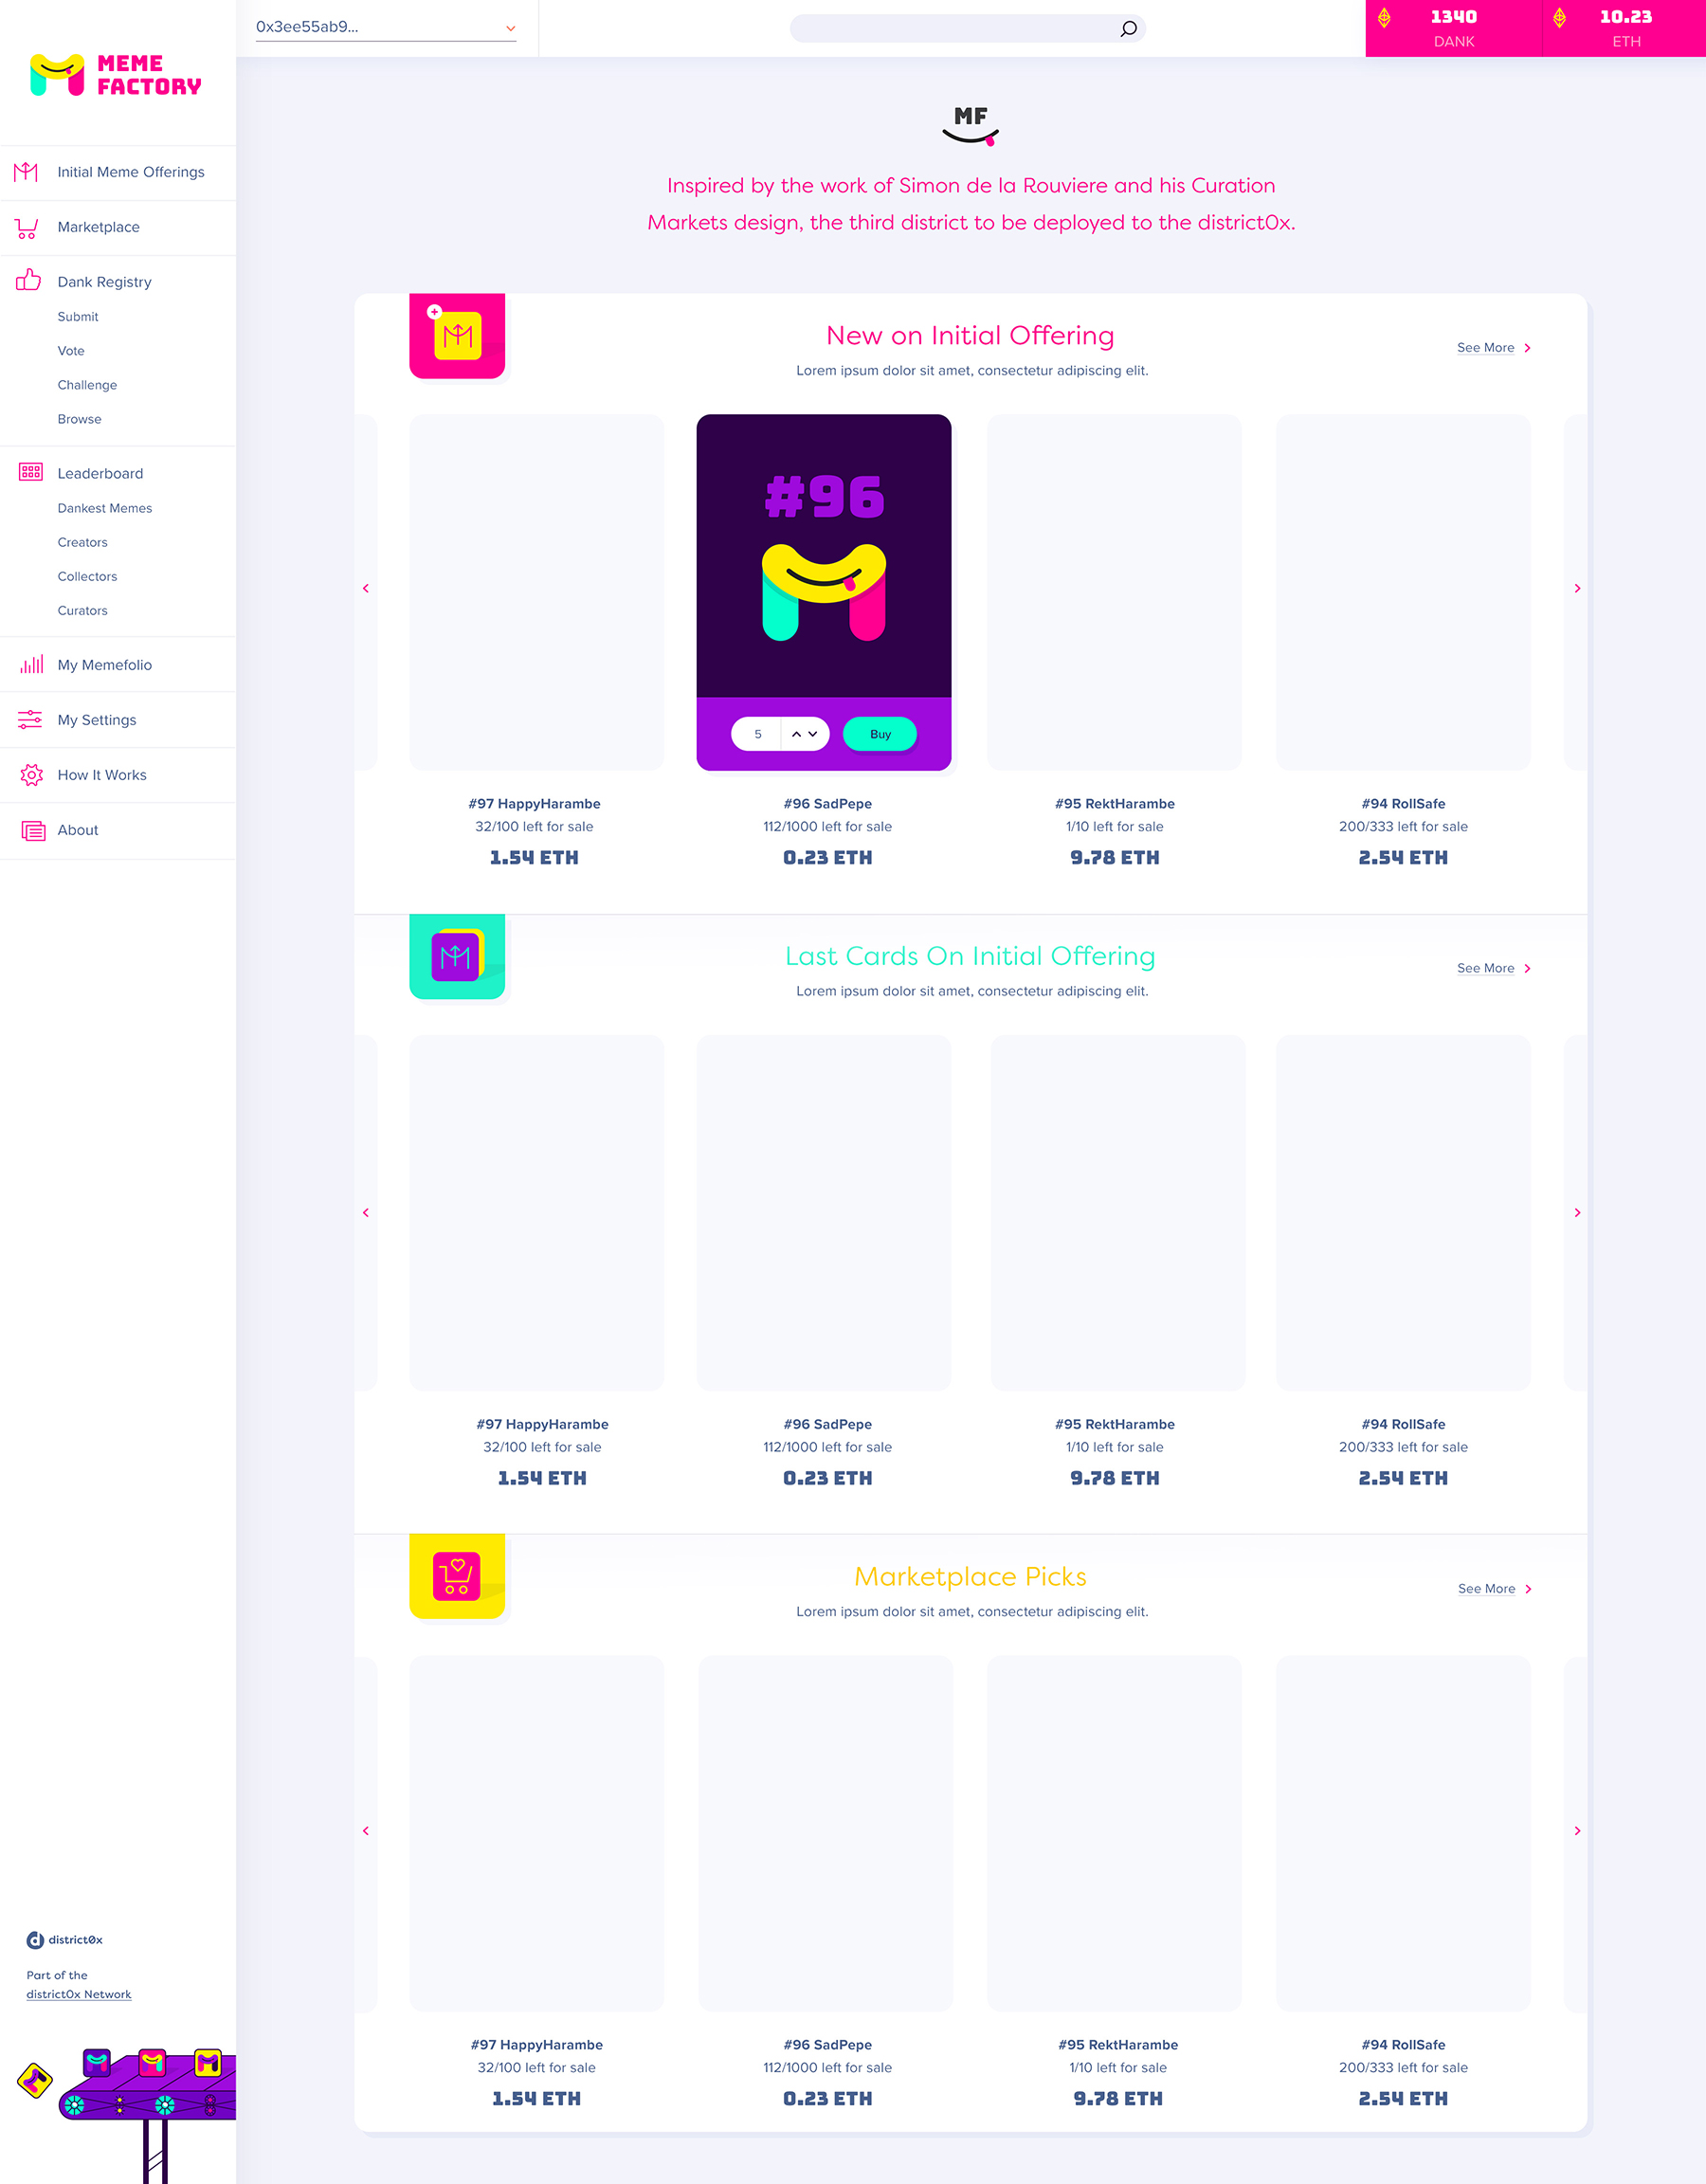 MEME
FACTORY
Initial Meme Offerings
Marketplace
Dank Registry
Submit
Vote
Challenge
Browse
Leaderboard
Dankest Memes
Creators
Collectors
Curators
My Memefolio
My Settings
How It Works
About
district0x
Part of the
district0x Network
0x3ee55ab9...
1340
DANK
10.23
ETH
MF
Inspired by the work of Simon de la Rouviere and his Curation
Markets design, the third district to be deployed to the district0x.
New on Initial Offering
Lorem ipsum dolor sit amet, consectetur adipiscing elit.
See More
#96
5
Buy
#97 HappyHarambe
32/100 left for sale
1.54 ETH
#96 SadPepe
112/1000 left for sale
0.23 ETH
#95 RektHarambe
1/10 left for sale
9.78 ETH
#94 RollSafe
200/333 left for sale
2.54 ETH
Last Cards On Initial Offering
Lorem ipsum dolor sit amet, consectetur adipiscing elit.
See More
#97 HappyHarambe
32/100 left for sale
1.54 ETH
#96 SadPepe
112/1000 left for sale
0.23 ETH
#95 RektHarambe
1/10 left for sale
9.78 ETH
#94 RollSafe
200/333 left for sale
2.54 ETH
Marketplace Picks
Lorem ipsum dolor sit amet, consectetur adipiscing elit.
See More
#97 HappyHarambe
32/100 left for sale
1.54 ETH
#96 SadPepe
112/1000 left for sale
0.23 ETH
#95 RektHarambe
1/10 left for sale
9.78 ETH
#94 RollSafe
200/333 left for sale
2.54 ETH